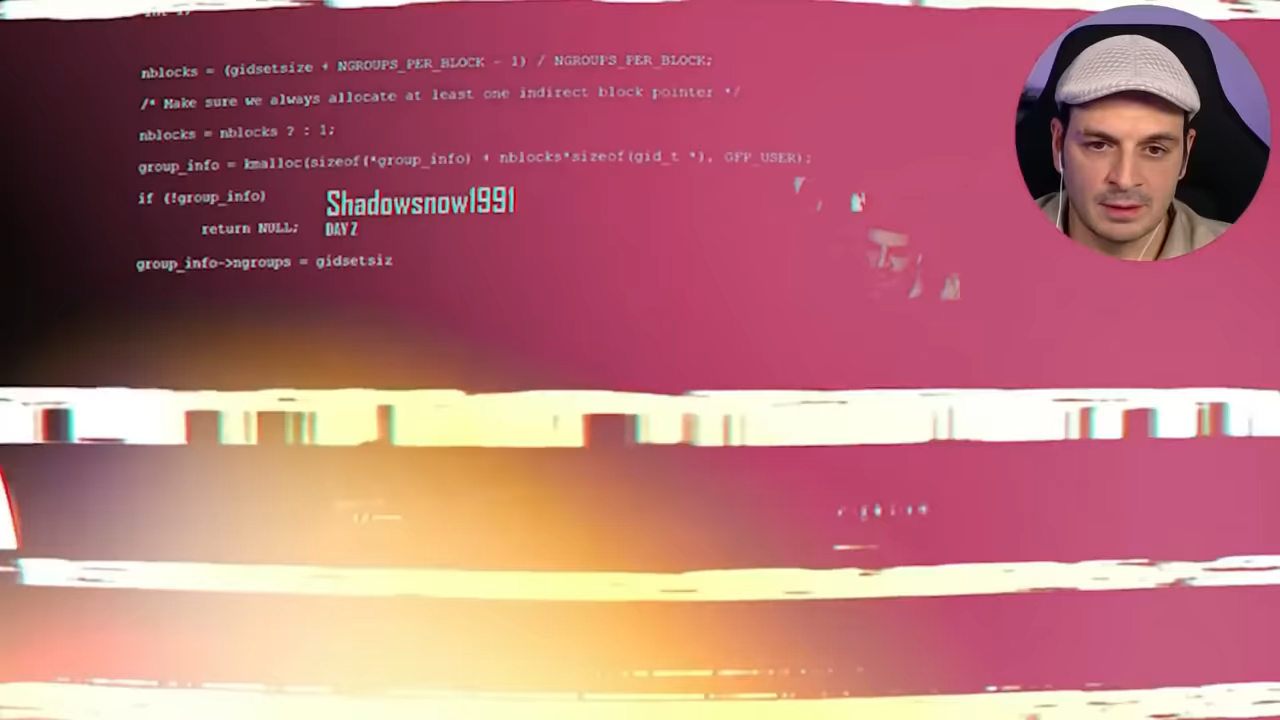 nblocks = (gidsetsize + NGROUPS_PER_BLOCK - 1) / NGROUPS_PER_BLOCK;
/* Make sure we always allocate at least one indirect block pointer */
nblocks = nblocks ? : 1;
group_info = kmalloc(sizeof(*group_info) + nblocks*sizeof(gid_t *), GFP_USER);
if (!group_info)
Shadowsnow1991
return NULL;
DAY Z
group_info->ngroups = gidsetsiz